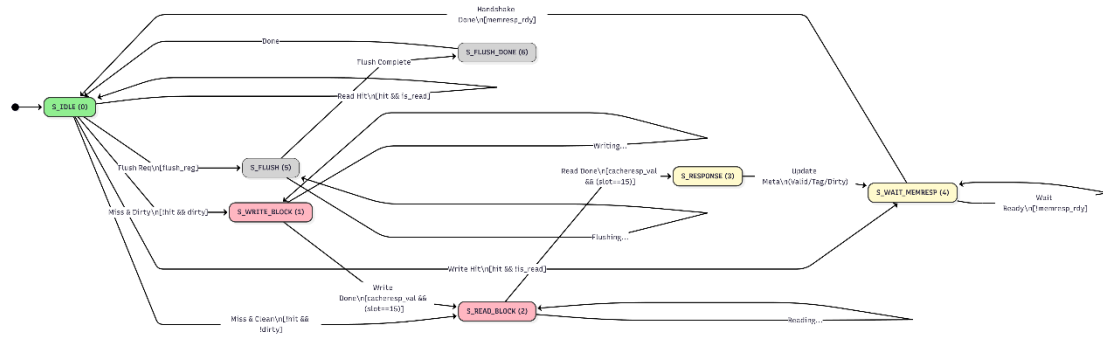 Handshake
Done\n[memresp_rdy]
Done
S_FLUSH_DONE (6)
Flush Complete
Read Hit\n[hit && is_read]
S_IDLE (0)
Writing...
Flush Req\n[flush_reg]
S_FLUSH (5)
Read Done\n[cacheresp_val
&& (slot==15)]
S_RESPONSE (3)
Update
Meta\n(Valid/Tag/Dirty)
S_WAIT_MEMRESP (4)
Wait
Ready\n[!memresp_rdy]
Miss & Dirty\n[!hit && dirty]
S_WRITE_BLOCK (1)
Flushing...
Write Hit\n[hit && !is_read]
Write
Done\n[cacheresp_val &&
(slot==15)]
S_READ_BLOCK (2)
Reading...
Miss & Clean\n[!hit &&
!dirty]